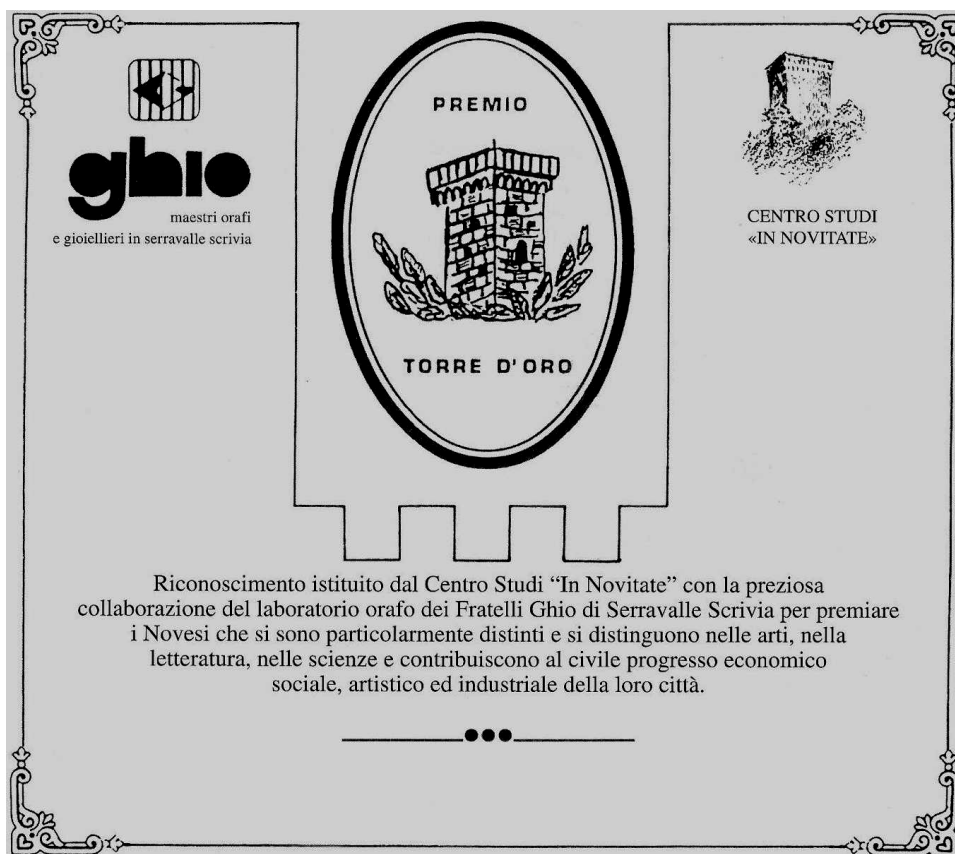 ghio
maestri orafi
e gioiellieri in serravalle scrivia
PREMIO
TORRE D'ORO
CENTRO STUDI
«IN NOVITATE»
Riconoscimento istituito dal Centro Studi “In Novitate” con la preziosa
collaborazione del laboratorio orafo dei Fratelli Ghio di Serravalle Scrivia per premiare
i Novesi che si sono particolarmente distinti e si distinguono nelle arti, nella
letteratura, nelle scienze e contribuiscono al civile progresso economico
sociale, artistico ed industriale della loro città.